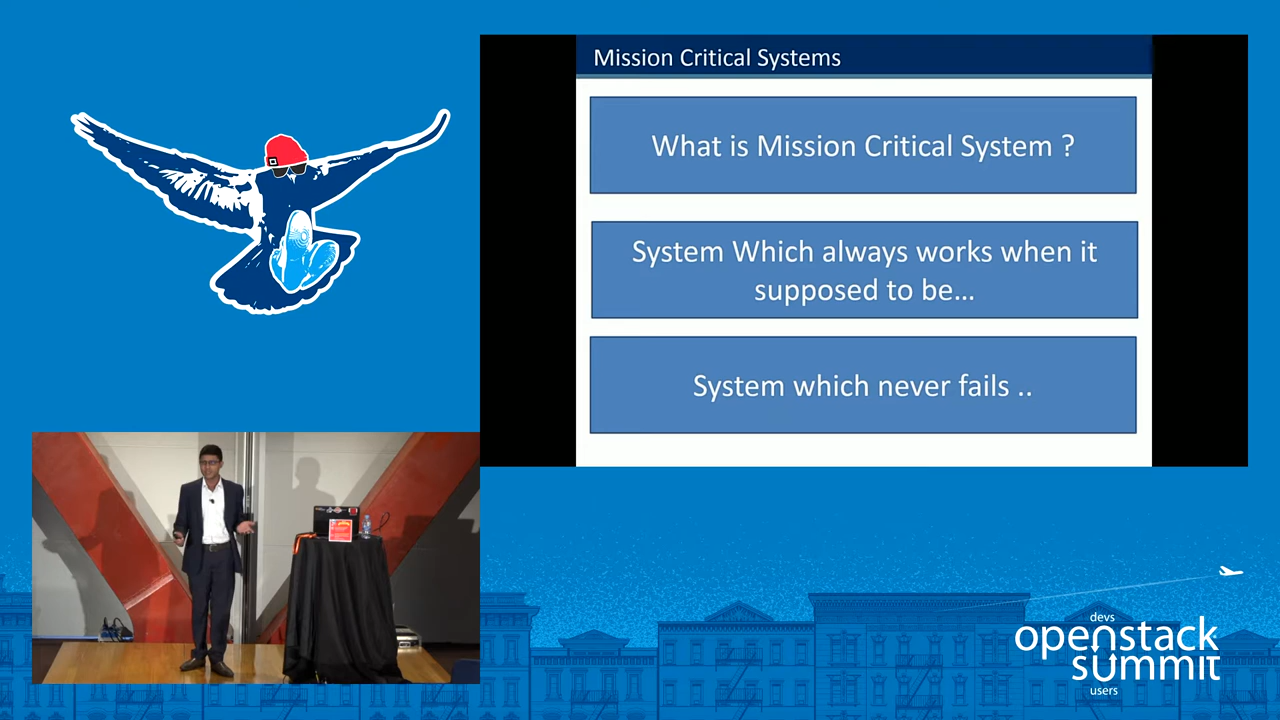 Mission Critical Systems
What is Mission Critical System ?
System Which always works when it
supposed to be...
System which never fails ..
devs
openstack
summit
users